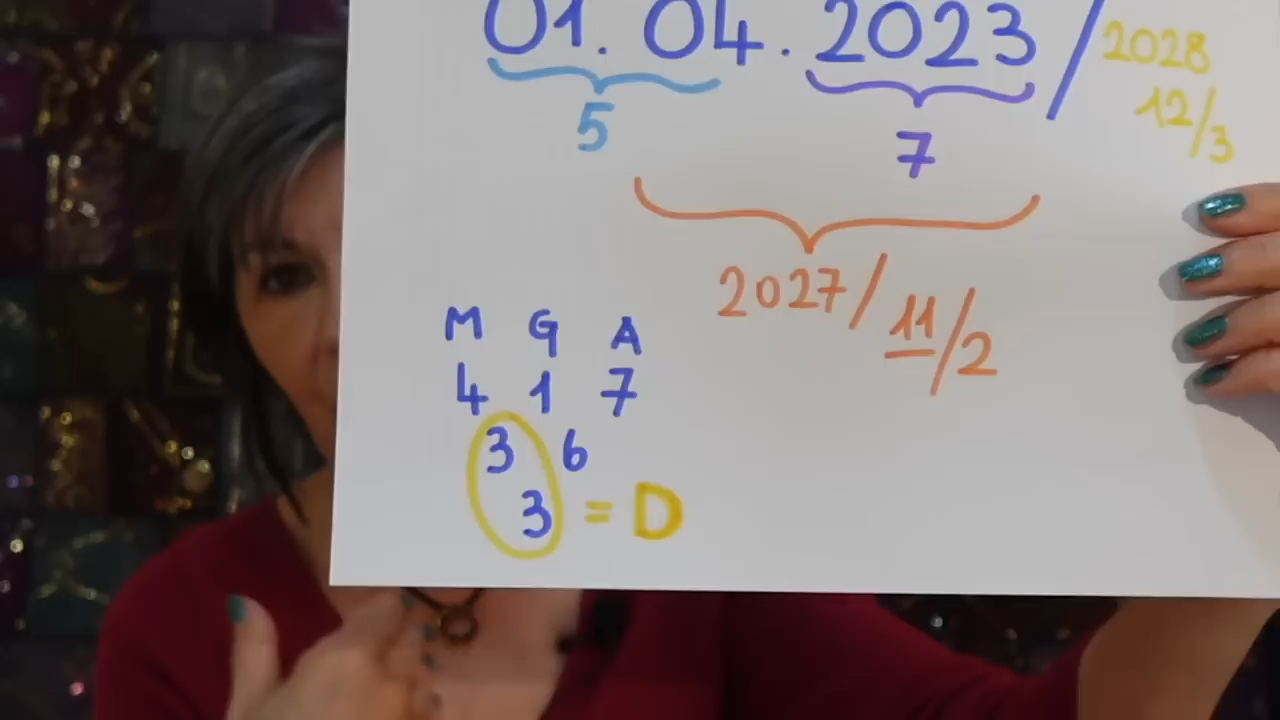 01.04.2023/
2028
12/3
5
7
2027/11/2
M G A
4 1 7
3 6
3 = D